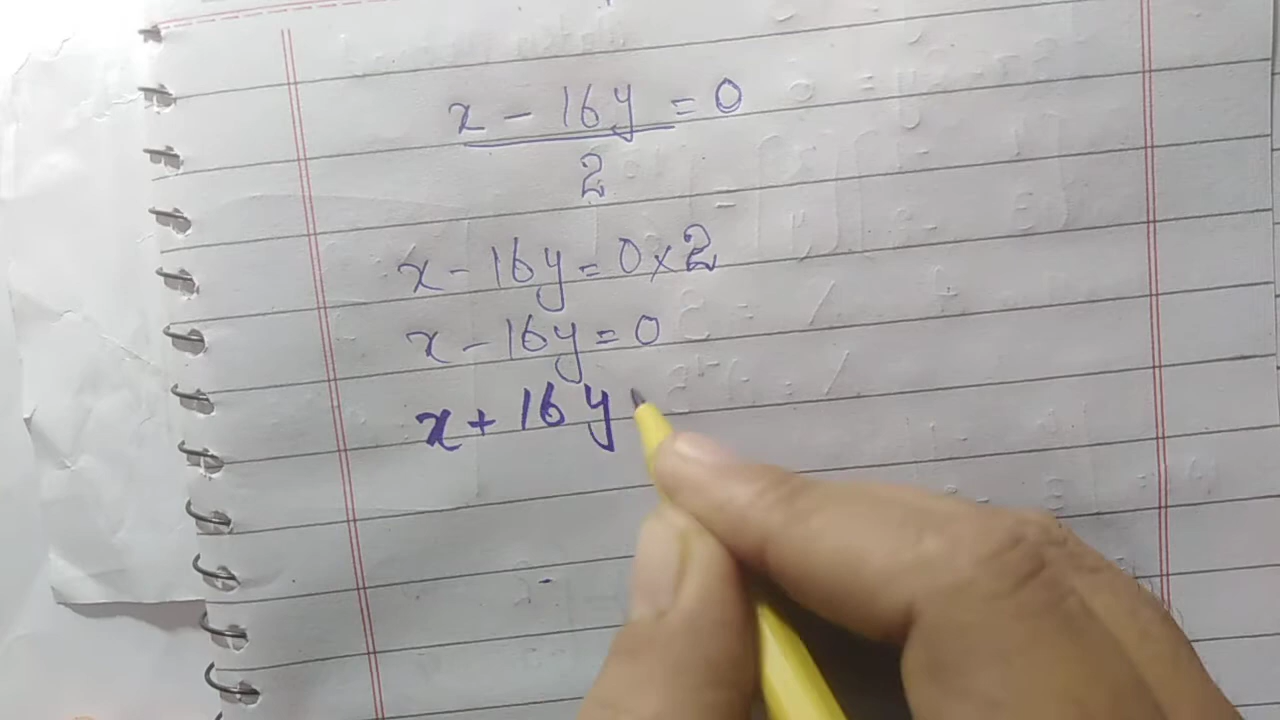 x - 16y = 0
2
x - 16y = 0 x 2
x - 16y = 0
x + 16y